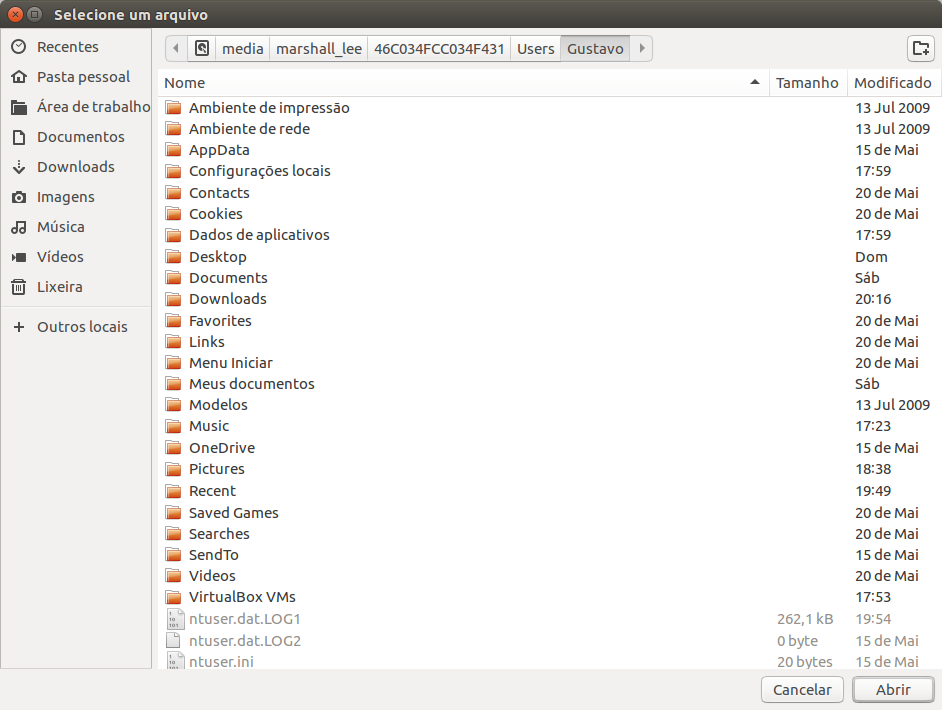 Selecione um arquivo
Recentes
Pasta pessoal
Área de trabalho
Documentos
Downloads
Imagens
Música
Vídeos
Lixeira
Outros locais
media marshall_lee 46C034FCC034F431 Users Gustavo
Nome Tamanho Modificado
Ambiente de impressão 13 Jul 2009
Ambiente de rede 13 Jul 2009
AppData 15 de Mai
Configurações locais 17:59
Contacts 20 de Mai
Cookies 20 de Mai
Dados de aplicativos 17:59
Desktop Dom
Documents Sáb
Downloads 20:16
Favorites 20 de Mai
Links 20 de Mai
Menu Iniciar 20 de Mai
Meus documentos Sáb
Modelos 13 Jul 2009
Music 17:23
OneDrive 15 de Mai
Pictures 18:38
Recent 19:49
Saved Games 20 de Mai
Searches 20 de Mai
SendTo 15 de Mai
Videos 20 de Mai
VirtualBox VMs 17:53
ntuser.dat.LOG1 262,1 kB 19:54
ntuser.dat.LOG2 0 byte 15 de Mai
ntuser.ini 20 bytes 15 de Mai
Cancelar Abrir